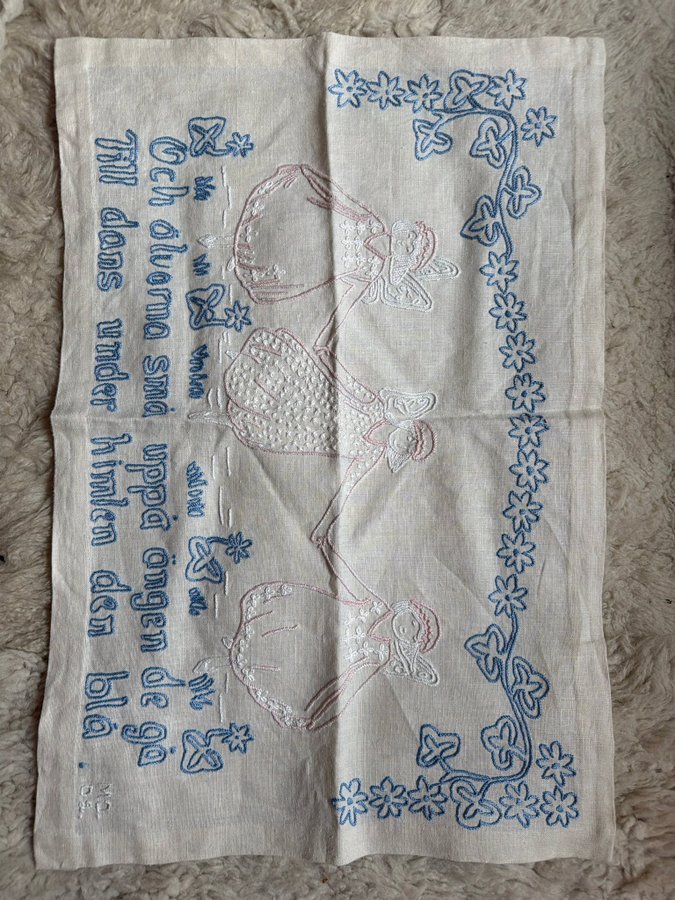 Och älvorna små uppå ängen de gå
Till dans under himlen den blå.